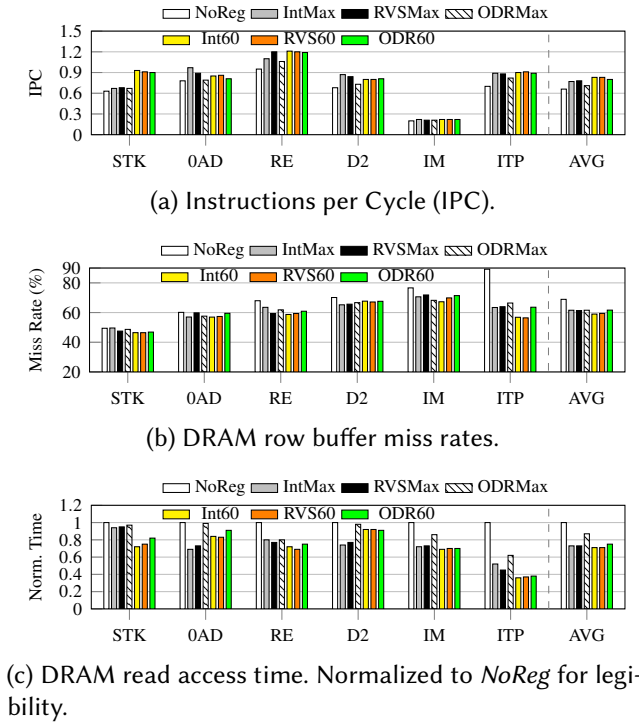 NoReg IntMax RVSMax ODRMax
Int60 RVS60 ODR60
1.5
1.2
0.9
0.6
0.3
0
IPC
STK 0AD RE D2 IM ITP AVG
(a) Instructions per Cycle (IPC).
NoReg IntMax RVSMax ODRMax
Int60 RVS60 ODR60
90
80
60
40
20
Miss Rate (%)
STK 0AD RE D2 IM ITP AVG
(b) DRAM row buffer miss rates.
NoReg IntMax RVSMax ODRMax
Int60 RVS60 ODR60
1.2
1
0.8
0.6
0.4
0.2
0
Norm. Time
STK 0AD RE D2 IM ITP AVG
(c) DRAM read access time. Normalized to NoReg for legi-
bility.